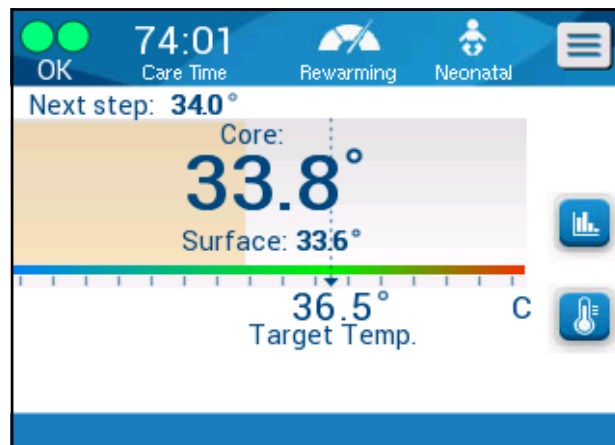 OK
74:01
Care Time
Rewarming
Neonatal
Next step: 34.0°
Core:
33.8°
Surface: 33.6°
36.5°
C
Target Temp.